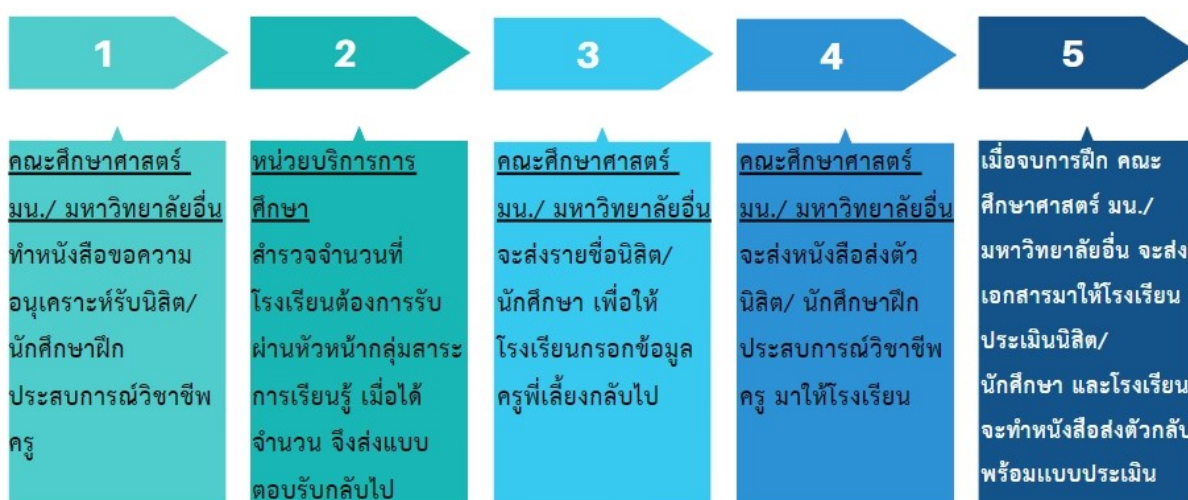 1
2
3
4
5
คณะศึกษาศาสตร์
มน./ มหาวิทยาลัยอื่น
ทำหนังสือขอความ
อนุเคราะห์รับนิสิต/
นักศึกษาฝึก
ประสบการณ์วิชาชีพ
ครู
หน่วยบริการการ
ศึกษา
สำรวจจำนวนที่
โรงเรียนต้องการรับ
ผ่านหัวหน้ากลุ่มสาระ
การเรียนรู้ เมื่อได้
จำนวน จึงส่งแบบ
ตอบรับกลับไป
คณะศึกษาศาสตร์
มน./ มหาวิทยาลัยอื่น
จะส่งรายชื่อนิสิต/
นักศึกษา เพื่อให้
โรงเรียนกรอกข้อมูล
ครูพี่เลี้ยงกลับไป
คณะศึกษาศาสตร์
มน./ มหาวิทยาลัยอื่น
จะส่งหนังสือส่งตัว
นิสิต/ นักศึกษาฝึก
ประสบการณ์วิชาชีพ
ครู มาให้โรงเรียน
เมื่อจบการฝึก คณะ
ศึกษาศาสตร์ มน./
มหาวิทยาลัยอื่น จะส่ง
เอกสารมาให้โรงเรียน
ประเมินนิสิต/
นักศึกษา และโรงเรียน
จะทำหนังสือส่งตัวกลับ
พร้อมแบบประเมิน